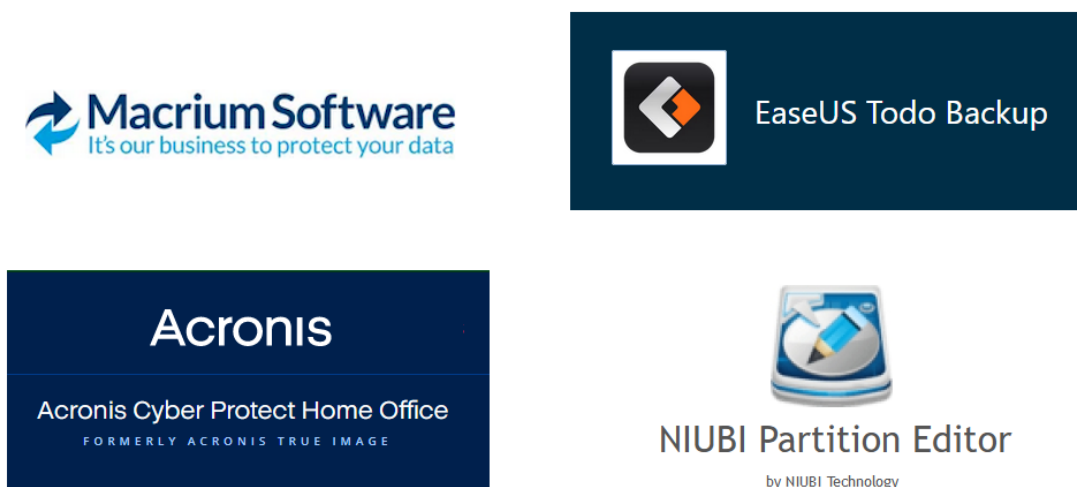 Macrium Software
It's our business to protect your data
EaseUS Todo Backup
Acronis
Acronis Cyber Protect Home Office
FORMERLY ACRONIS TRUE IMAGE
NIUBI Partition Editor
by NIUBI Technology